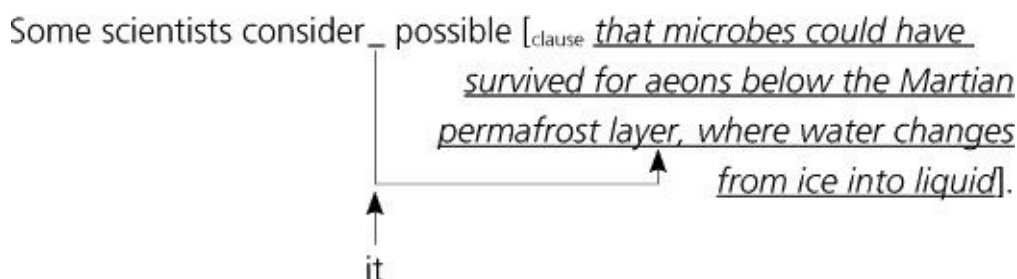 Some scientists consider _ possible [clause that microbes could have
survived for aeons below the Martian
permafrost layer, where water changes
from ice into liquid].
it